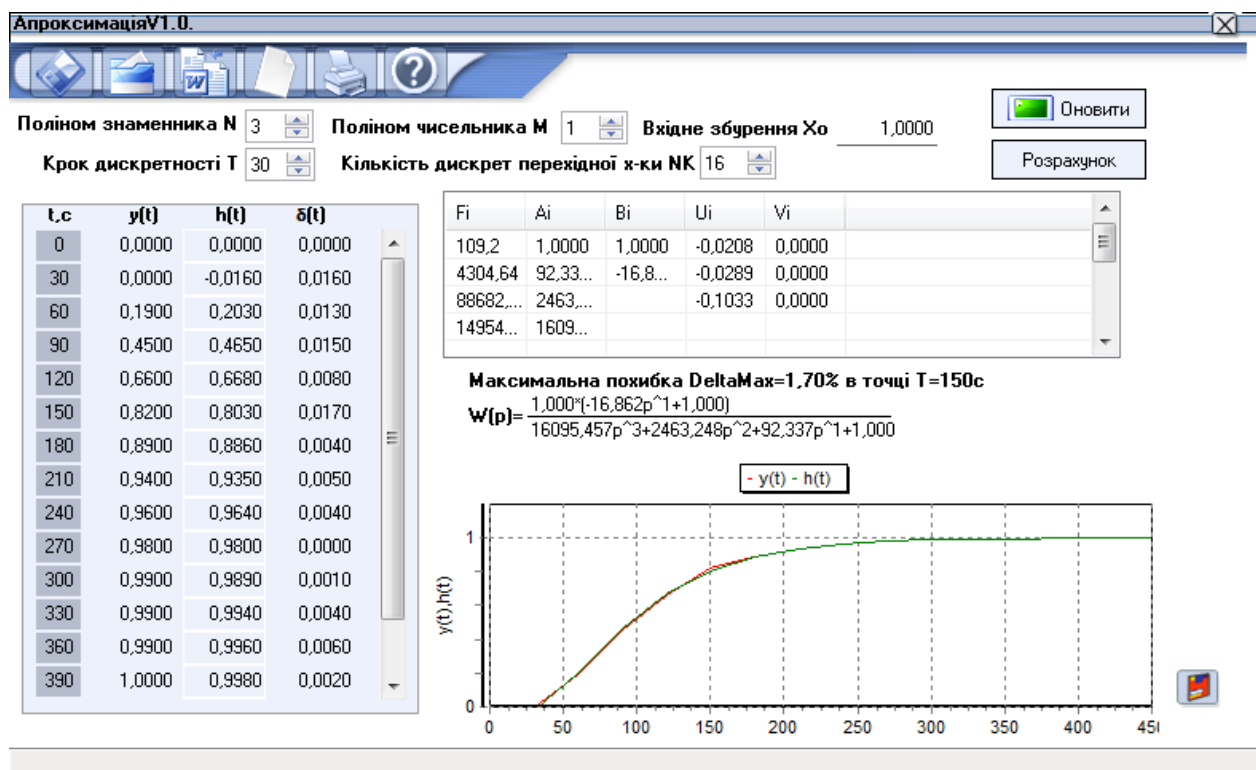 АпроксимаціяV1.0.
Оновити
Поліном знаменника N 3 Поліном чисельника M 1 Вхідне збурення Xo 1,0000
Крок дискретності T 30 Кількість дискрет перехідної х-ки NK 16 Розрахунок
t,c y(t) h(t) δ(t)
0 0,0000 0,0000 0,0000
30 0,0000 -0,0160 0,0160
60 0,1900 0,2030 0,0130
90 0,4500 0,4650 0,0150
120 0,6600 0,6680 0,0080
150 0,8200 0,8030 0,0170
180 0,8900 0,8860 0,0040
210 0,9400 0,9350 0,0050
240 0,9600 0,9640 0,0040
270 0,9800 0,9800 0,0000
300 0,9900 0,9890 0,0010
330 0,9900 0,9940 0,0040
360 0,9900 0,9960 0,0060
390 1,0000 0,9980 0,0020
Fi Ai Bi Ui Vi
109,2 1,0000 1,0000 -0,0208 0,0000
4304,64 92,33... -16,8... -0,0289 0,0000
88682,... 2463,... -0,1033 0,0000
14954... 1609...
Максимальна похибка DeltaMax=1,70% в точці T=150c
W(p)= 1,000*(-16,862p^1+1,000)
16095,457p^3+2463,248p^2+92,337p^1+1,000
- y(t) - h(t)
y(t),h(t)
1
0
0 50 100 150 200 250 300 350 400 450